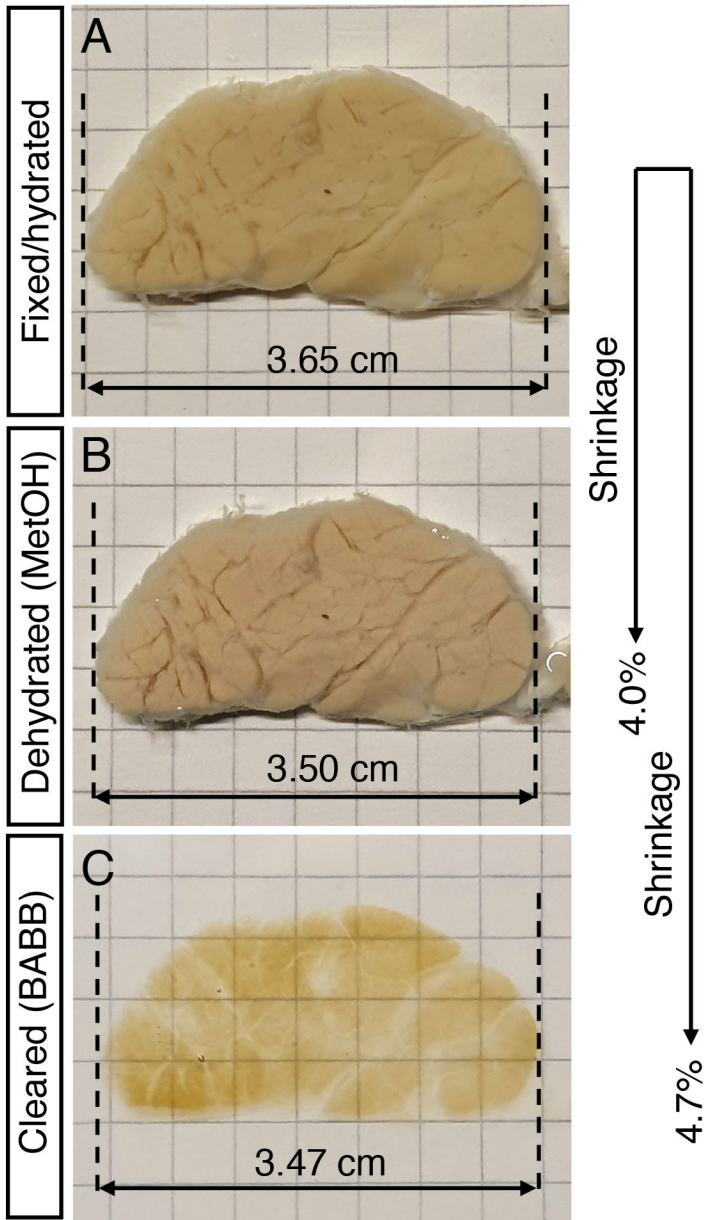 A
Fixed/hydrated
3.65 cm
B
Dehydrated (MetOH)
3.50 cm
C
Cleared (BABB)
3.47 cm
Shrinkage
4.0%
Shrinkage
4.7%